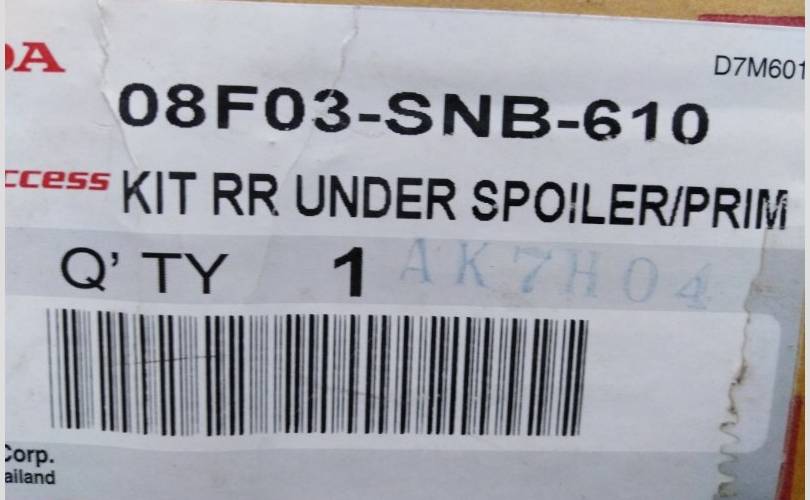 DA
D7M601
08F03-SNB-610
ccess KIT RR UNDER SPOILER/PRIM
Q' TY 1 AK7H04
Corp.
ailand